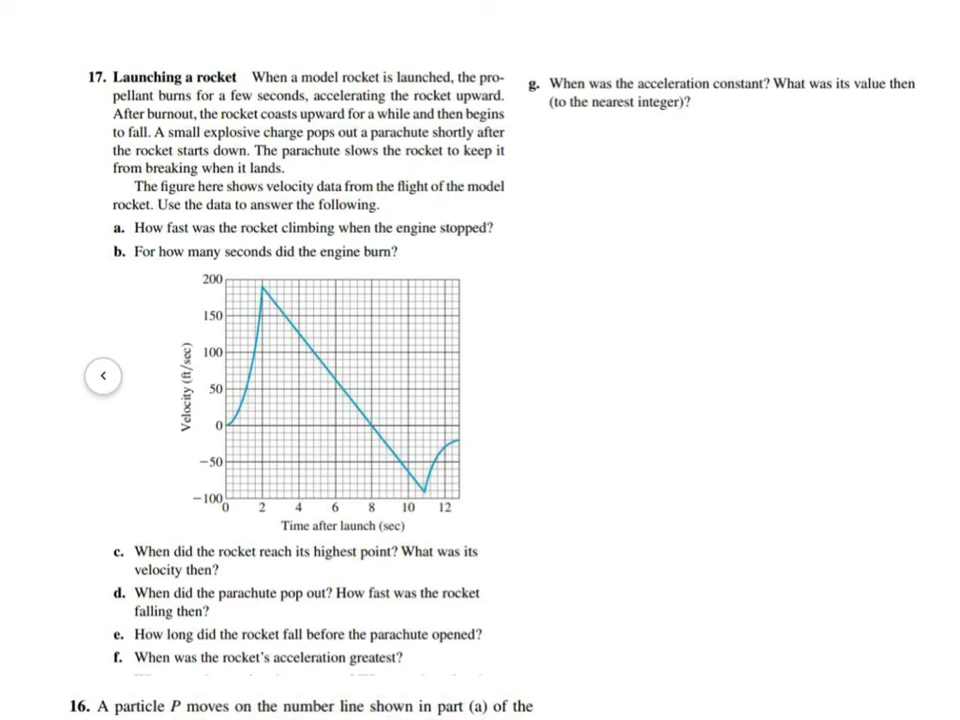 17. Launching a rocket When a model rocket is launched, the pro-
pellant burns for a few seconds, accelerating the rocket upward.
After burnout, the rocket coasts upward for a while and then begins
to fall. A small explosive charge pops out a parachute shortly after
the rocket starts down. The parachute slows the rocket to keep it
from breaking when it lands.
The figure here shows velocity data from the flight of the model
rocket. Use the data to answer the following.
a. How fast was the rocket climbing when the engine stopped?
b. For how many seconds did the engine burn?
200
150
100
50
0
−50
−100
Velocity (ft/sec)
0 2 4 6 8 10 12
Time after launch (sec)
c. When did the rocket reach its highest point? What was its
velocity then?
d. When did the parachute pop out? How fast was the rocket
falling then?
e. How long did the rocket fall before the parachute opened?
f. When was the rocket's acceleration greatest?
g. When was the acceleration constant? What was its value then
(to the nearest integer)?
16. A particle P moves on the number line shown in part (a) of the